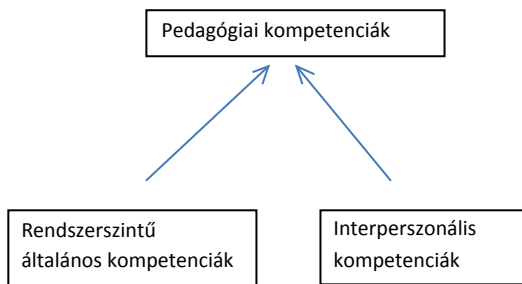 Pedagógiai kompetenciák
Rendszerszintű
általános kompetenciák
Interperszonális
kompetenciák